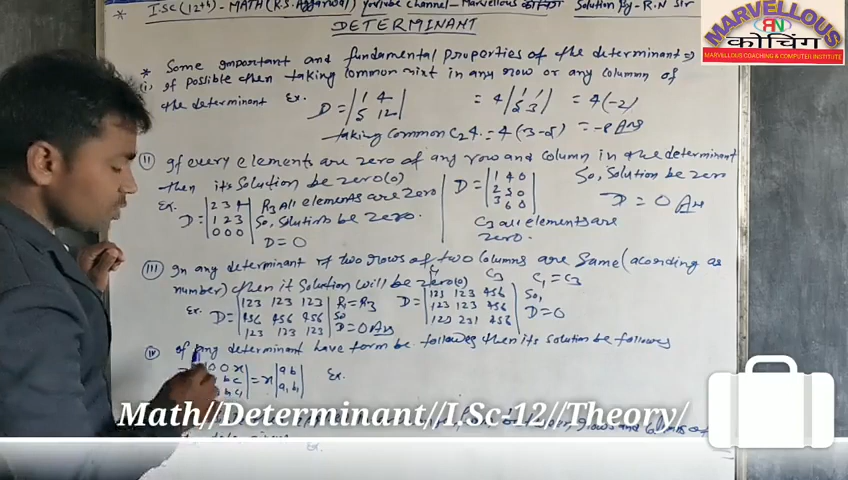 * I.SC (12th) - MATH (K.S. Aggarwal) YouTube Channel - Marvellous कोचिंग Solution By - R.N Sir
DETERMINANT
MARVELLOUS
RN
कोचिंग
MARVELLOUS COACHING & COMPUTER INSTITUTE
* Some important and fundamental properties of the determinant ⇒
(i) if possible then taking common in any row or any column of
the determinant Ex. D = |1 4; 5 12| = 4 |1 1; 5 3| = 4(-2)
taking common C2 4. = 4(3-5) = -8 Ans
(II) If every elements are zero of any row and column in the determinant
then its solution be zero(0)
Ex. D = |2 3 4; 1 2 3; 0 0 0| R3 all elements are zero So, solution be zero. D = 0
D = |1 4 0; 2 5 0; 3 6 0| So, Solution be zero D = 0 Ans
C3 all elements are zero.
(III) In any determinant if two rows of two columns are same (acording as
number) then it solution will be zero(0)
Ex. D = |123 123 123; 456 456 456; 123 123 123| R1 = R3 So D = 0 Ans
D = |123 123 456; 123 123 456; 123 231 456| C1 = C3 So, D = 0
(IV) If any determinant have form be followes then its solution be followes
0 0 x = x |a b; a1 b1| Ex.
Math//Determinant//I.Sc-12//Theory/
Ex.